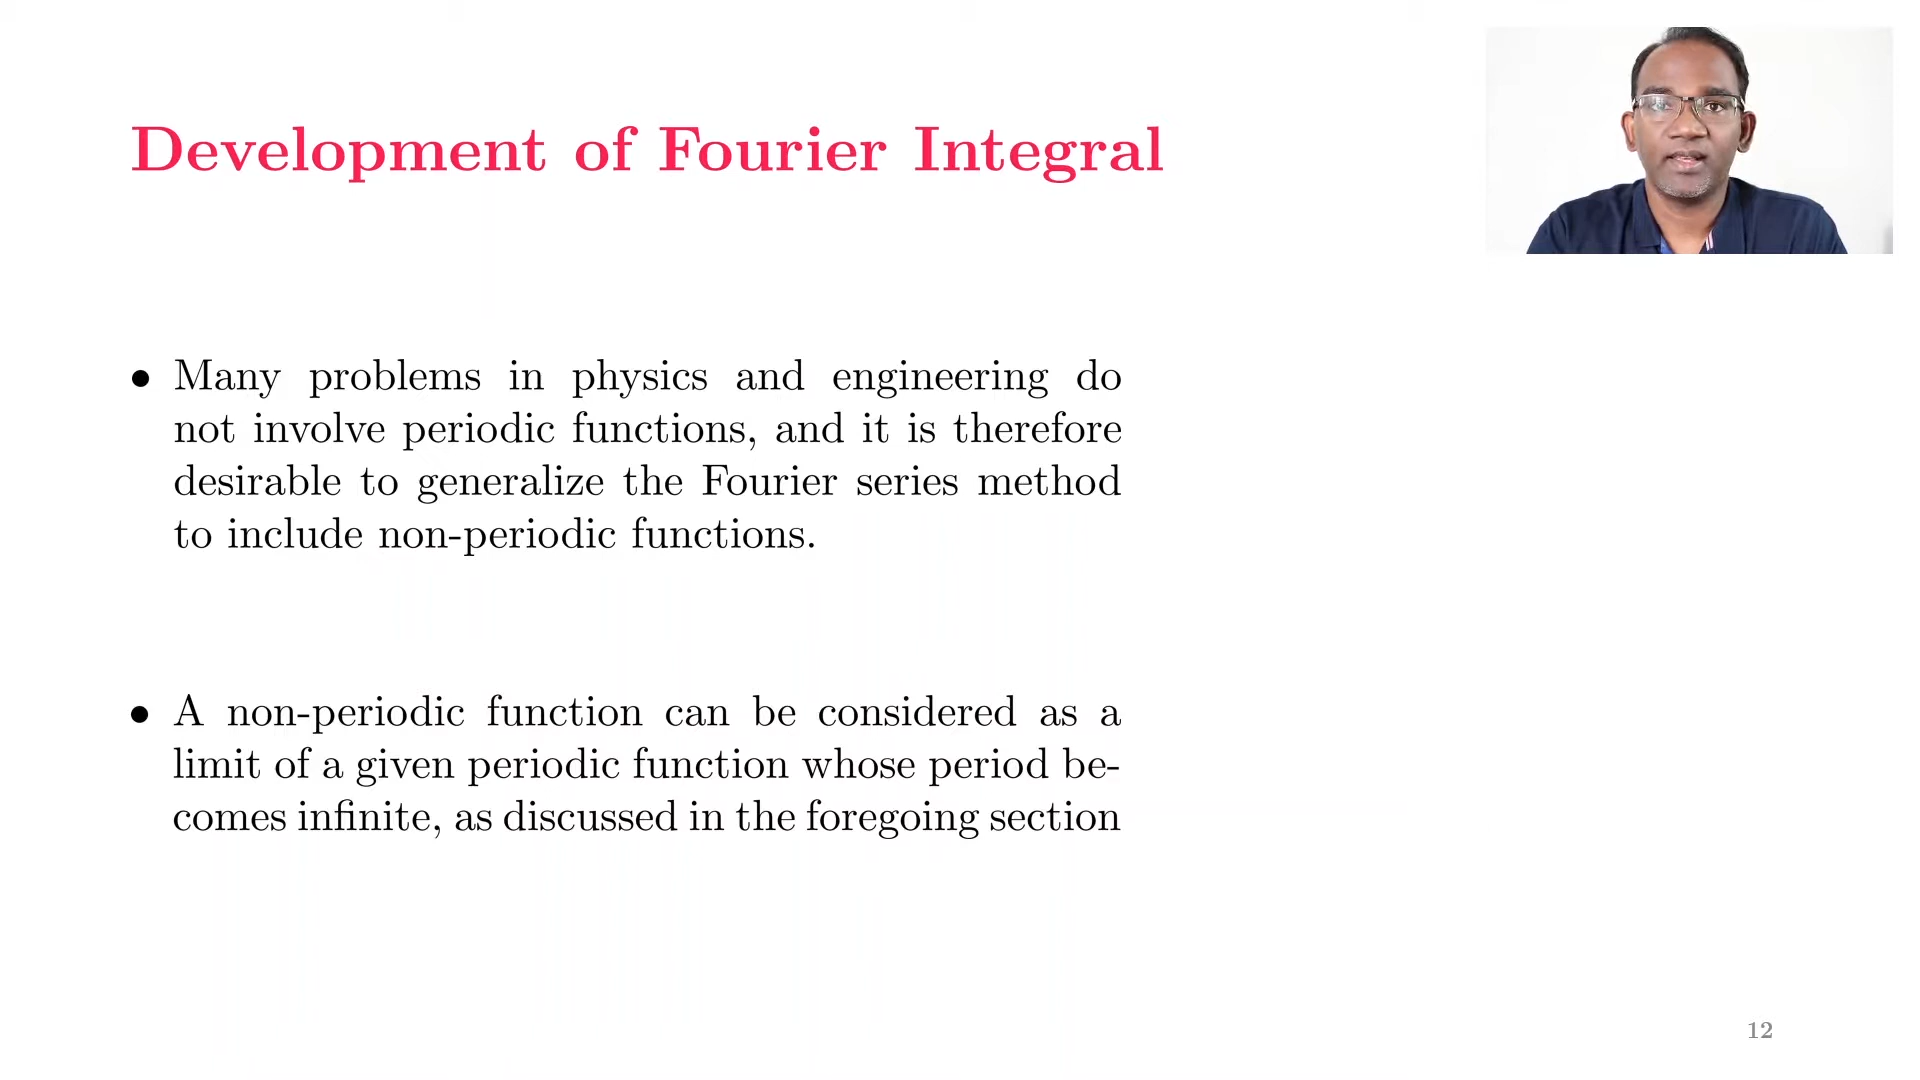 Development of Fourier Integral
• Many problems in physics and engineering do
not involve periodic functions, and it is therefore
desirable to generalize the Fourier series method
to include non-periodic functions.
• A non-periodic function can be considered as a
limit of a given periodic function whose period be-
comes infinite, as discussed in the foregoing section
12